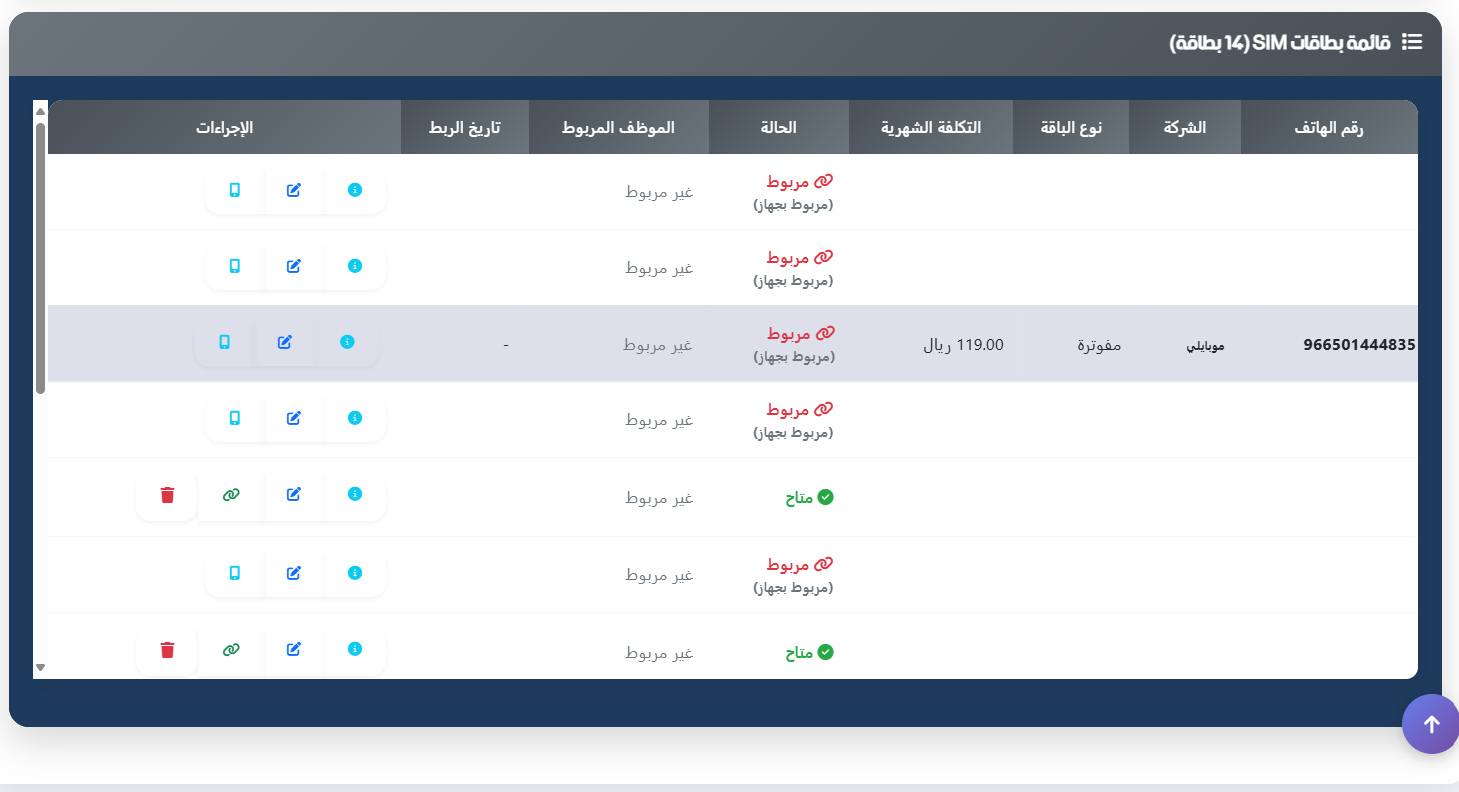 قائمة بطاقات SIM (14 بطاقة)
رقم الهاتف الشركة نوع الباقة التكلفة الشهرية الحالة الموظف المربوط تاريخ الربط الإجراءات
مربوط غير مربوط
(مربوط بجهاز)
مربوط غير مربوط
(مربوط بجهاز)
966501444835 موبايلي مفوترة 119.00 ريال مربوط غير مربوط -
(مربوط بجهاز)
مربوط غير مربوط
(مربوط بجهاز)
متاح غير مربوط
مربوط غير مربوط
(مربوط بجهاز)
متاح غير مربوط